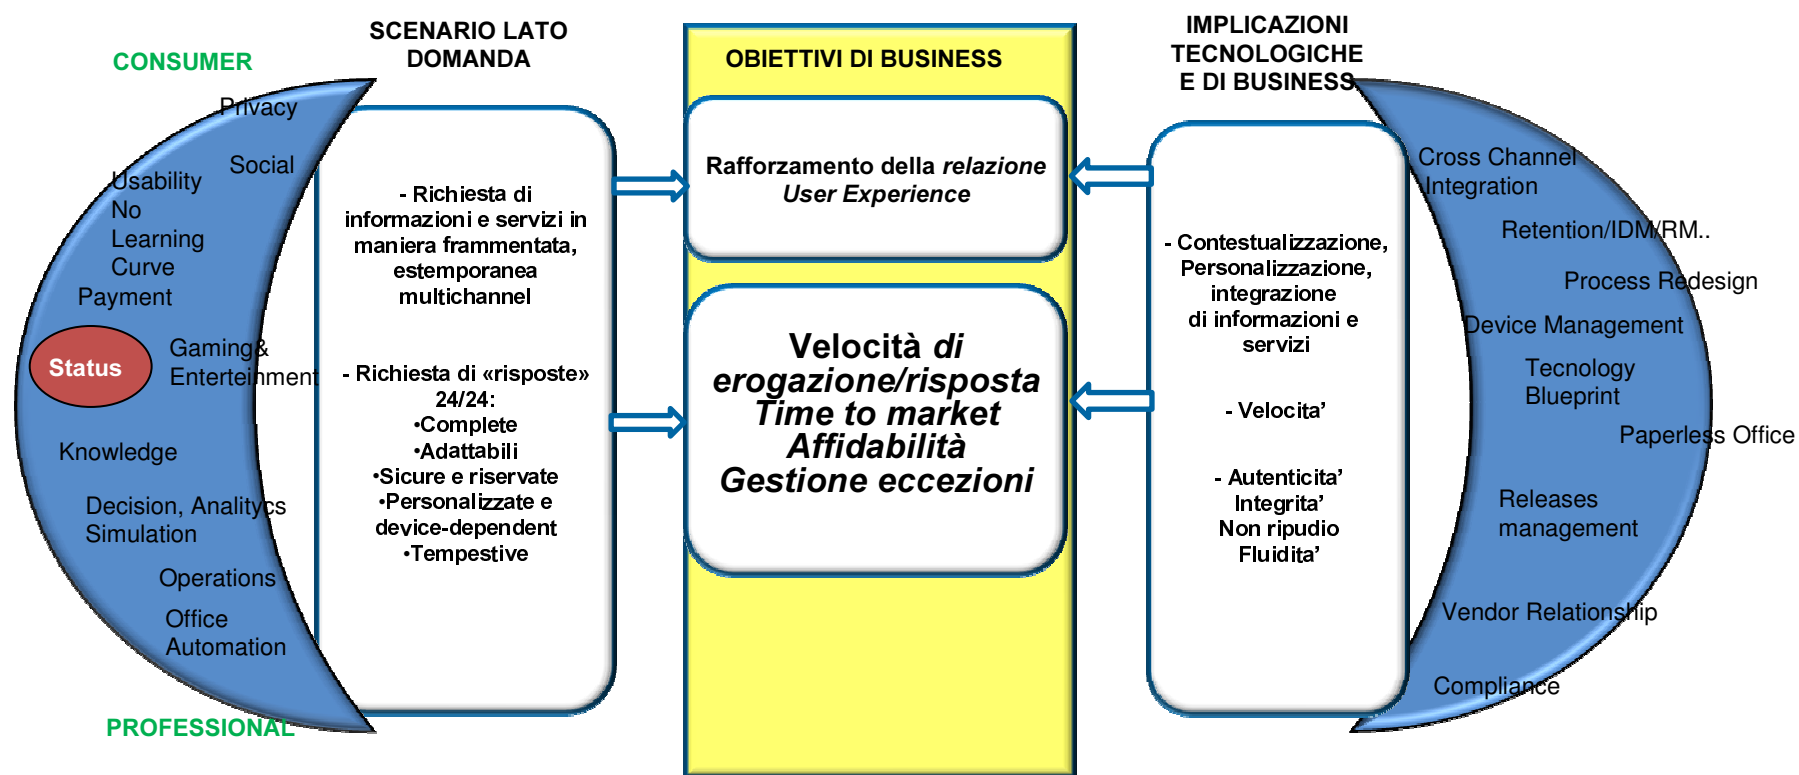 CONSUMER
Privacy
Social
Usability
No
Learning
Curve
Payment
Status
Gaming&
Enterteinment
Knowledge
Decision, Analitycs
Simulation
Operations
Office
Automation
PROFESSIONAL
SCENARIO LATO
DOMANDA
- Richiesta di
informazioni e servizi in
maniera frammentata,
estemporanea
multichannel
- Richiesta di «risposte»
24/24:
•Complete
•Adattabili
•Sicure e riservate
•Personalizzate e
device-dependent
•Tempestive
OBIETTIVI DI BUSINESS
Rafforzamento della relazione
User Experience
Velocità di
erogazione/risposta
Time to market
Affidabilità
Gestione eccezioni
IMPLICAZIONI
TECNOLOGICHE
E DI BUSINESS
- Contestualizzazione,
Personalizzazione,
integrazione
di informazioni e
servizi
- Velocita’
- Autenticita’
Integrita’
Non ripudio
Fluidita’
Cross Channel
Integration
Retention/IDM/RM..
Process Redesign
Device Management
Tecnology
Blueprint
Paperless Office
Releases
management
Vendor Relationship
Compliance